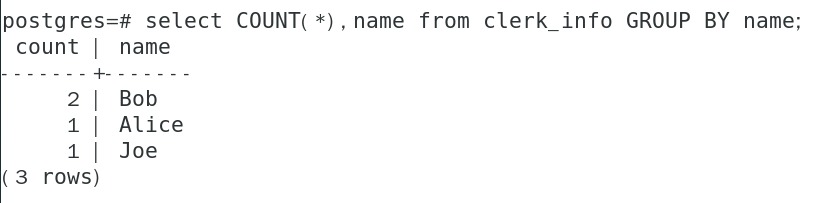 postgres=# select COUNT(*),name from clerk_info GROUP BY name;
 count | name
-------+-------
     2 | Bob
     1 | Alice
     1 | Joe
(3 rows)